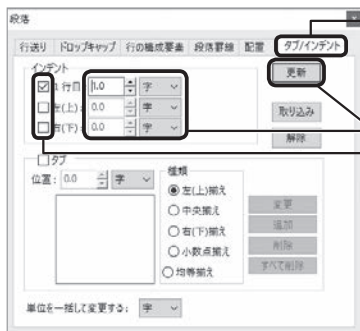 段落
行送り ドロップキャップ 行の構成要素 段落罫線 配置 タブ/インデント
インデント
1行目: 1.0 字
左(上): 0.0 字
右(下): 0.0 字
更新
取り込み
解除
タブ
位置: 0.0 字
種類
左(上)揃え
中央揃え
右(下)揃え
小数点揃え
均等揃え
変更
追加
削除
すべて削除
単位を一括して変更する: 字